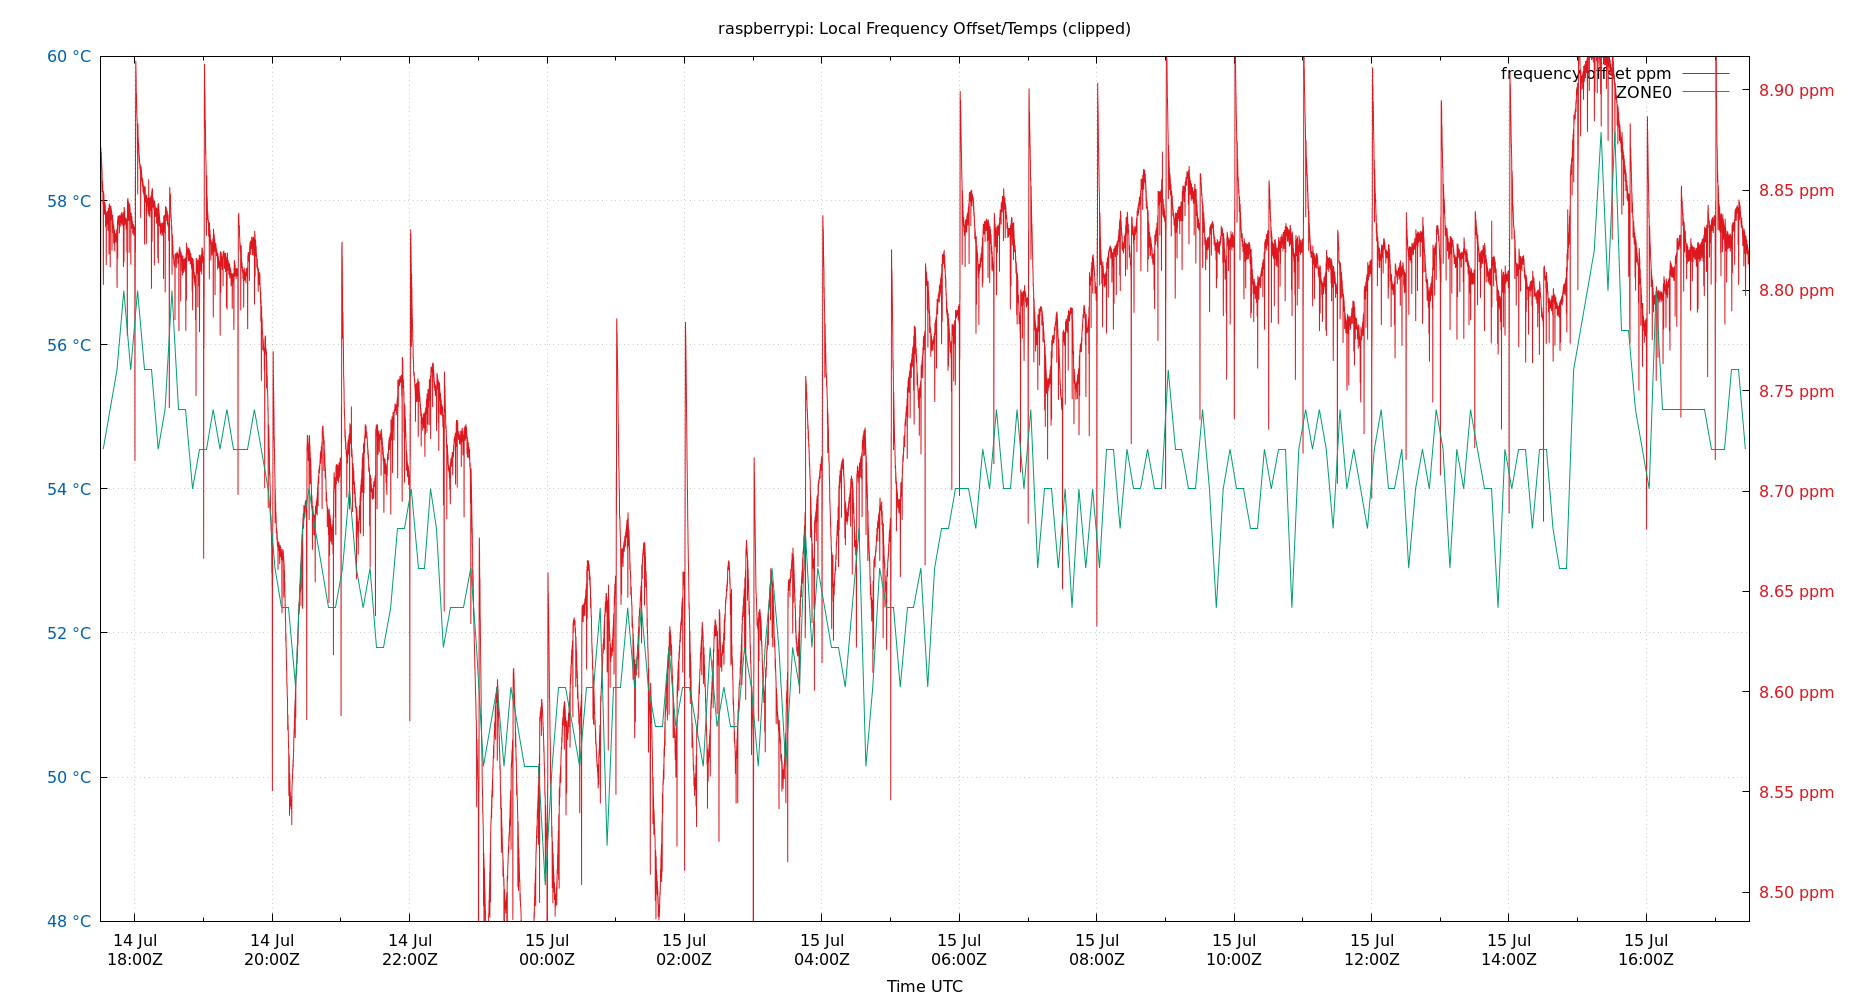 raspberrypi: Local Frequency Offset/Temps (clipped)
60 °C
58 °C
56 °C
54 °C
52 °C
50 °C
48 °C
frequency offset ppm
ZONE0
8.90 ppm
8.85 ppm
8.80 ppm
8.75 ppm
8.70 ppm
8.65 ppm
8.60 ppm
8.55 ppm
8.50 ppm
14 Jul 14 Jul 14 Jul 15 Jul 15 Jul 15 Jul 15 Jul 15 Jul 15 Jul 15 Jul 15 Jul 15 Jul
18:00Z 20:00Z 22:00Z 00:00Z 02:00Z 04:00Z 06:00Z 08:00Z 10:00Z 12:00Z 14:00Z 16:00Z
Time UTC